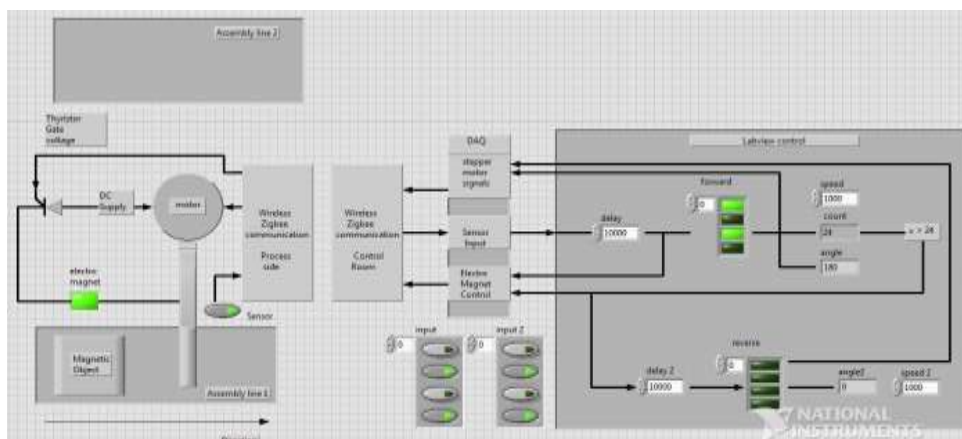 Assembly line 2
Thyristor
Gate
voltage
DC
Supply
motor
electro
magnet
Sensor
Magnetic
Object
Assembly line 1
Wireless
Zigbee
communication
Process
side
Wireless
Zigbee
communication
Control
Room
DAQ
stepper
motor
signals
Sensor
Input
Electro
Magnet
Control
input
0
input 2
0
Labview control
delay
10000
forward
0
speed
1000
count
24
angle
180
delay 2
10000
reverse
0
angle2
0
speed 2
1000
NATIONAL
INSTRUMENTS